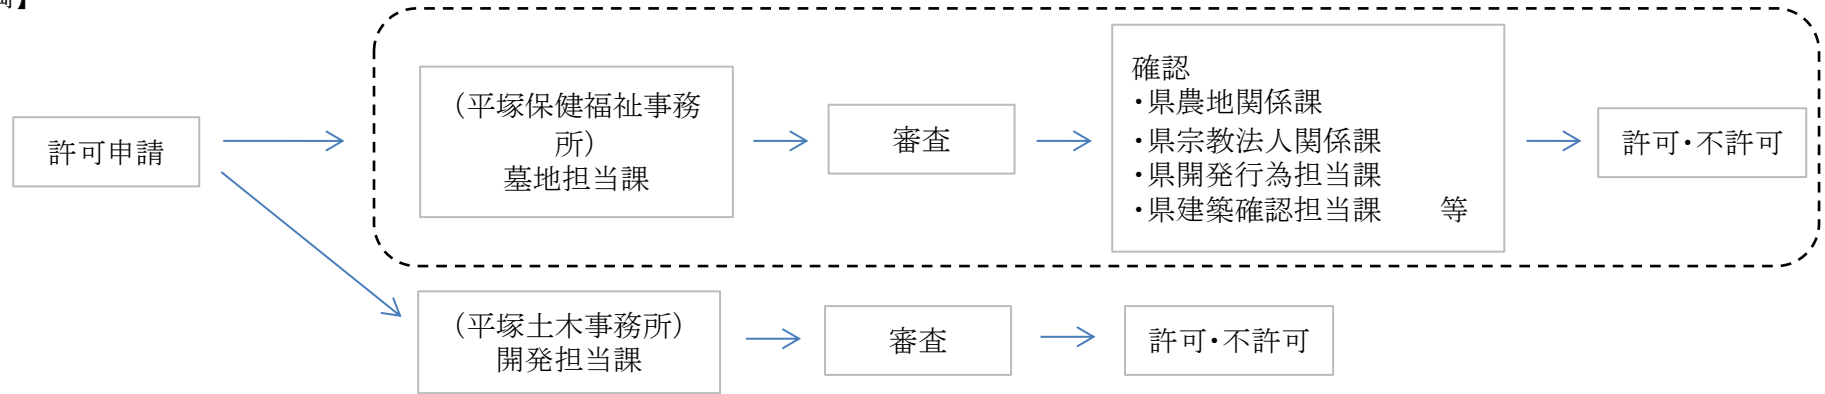 許可申請
（平塚保健福祉事務
所）
墓地担当課
審査
確認
・県農地関係課
・県宗教法人関係課
・県開発行為担当課
・県建築確認担当課　　等
許可・不許可
（平塚土木事務所）
開発担当課
審査
許可・不許可